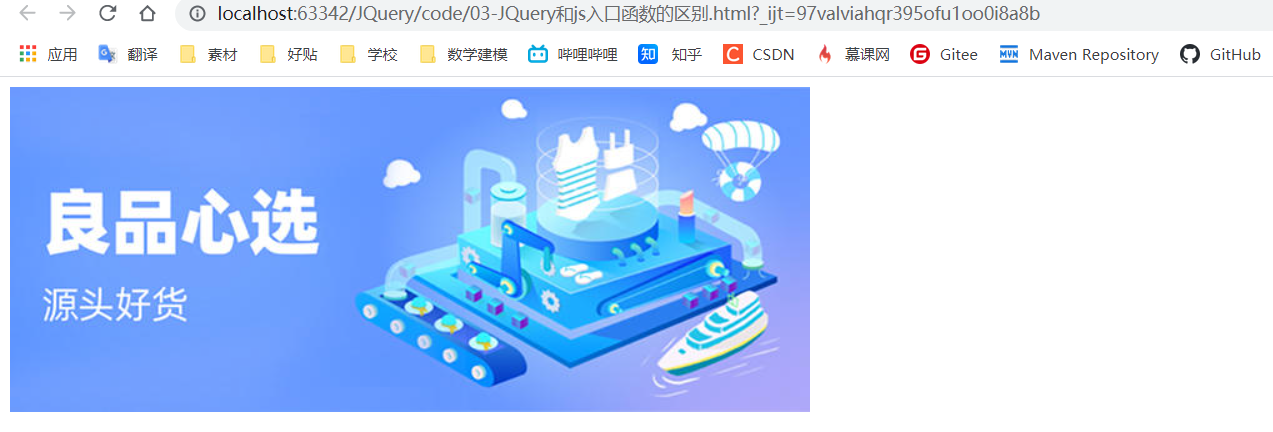 localhost:63342/JQuery/code/03-JQuery和js入口函数的区别.html?_ijt=97valviahqr395ofu1oo0i8a8b
应用 翻译 素材 好贴 学校 数学建模 哔哩哔哩 知 知乎 C CSDN 慕课网 G Gitee MVN Maven Repository GitHub
良品心选
源头好货